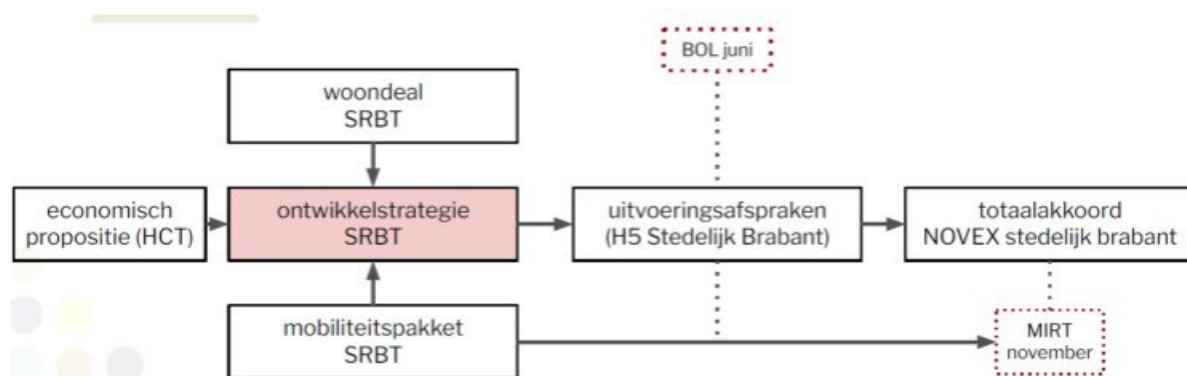 BOL juni
woondeal
SRBT
economisch
propositie (HCT)
ontwikkelstrategie
SRBT
uitvoeringsafspraken
(H5 Stedelijk Brabant)
totaalakkoord
NOVEX stedelijk brabant
mobiliteitspakket
SRBT
MIRT
november